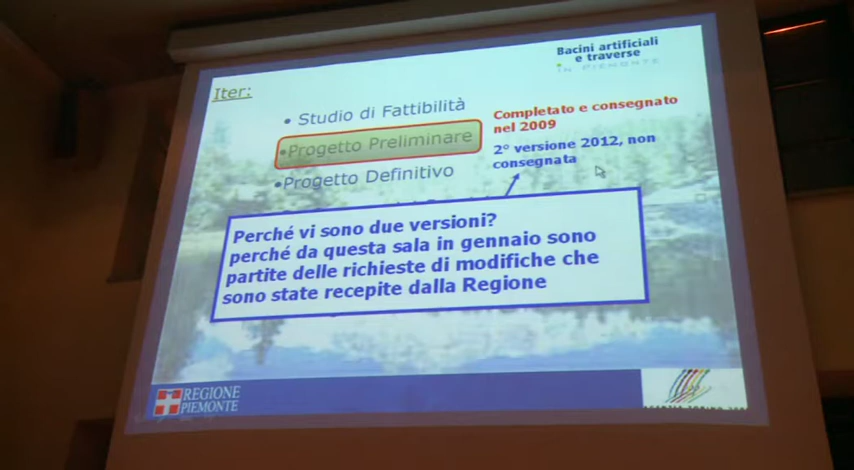 Bacini artificiali
e traverse
IN PIEMONTE
Iter:
• Studio di Fattibilità
•Progetto Preliminare
•Progetto Definitivo
Completato e consegnato
nel 2009
2° versione 2012, non
consegnata
Perché vi sono due versioni?
perché da questa sala in gennaio sono
partite delle richieste di modifiche che
sono state recepite dalla Regione
REGIONE
PIEMONTE